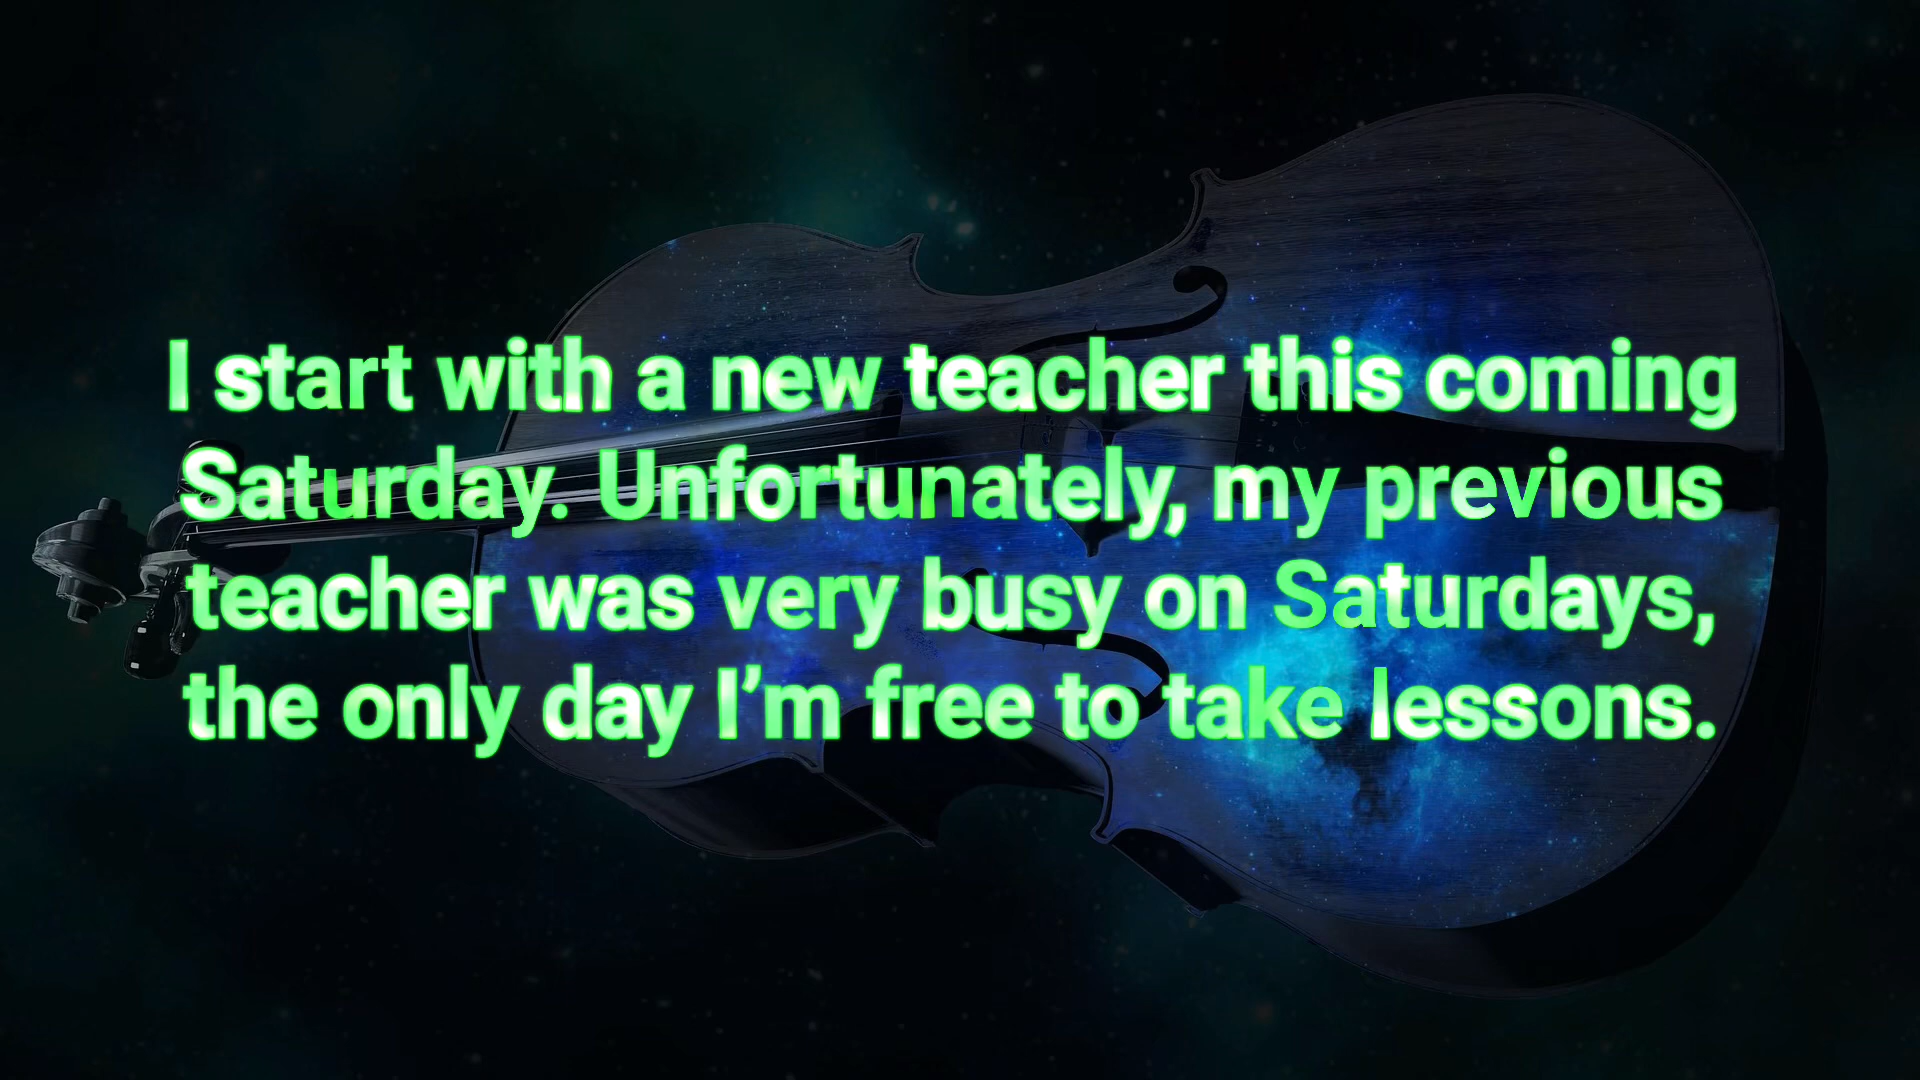 I start with a new teacher this coming
Saturday. Unfortunately, my previous
teacher was very busy on Saturdays,
the only day I’m free to take lessons.